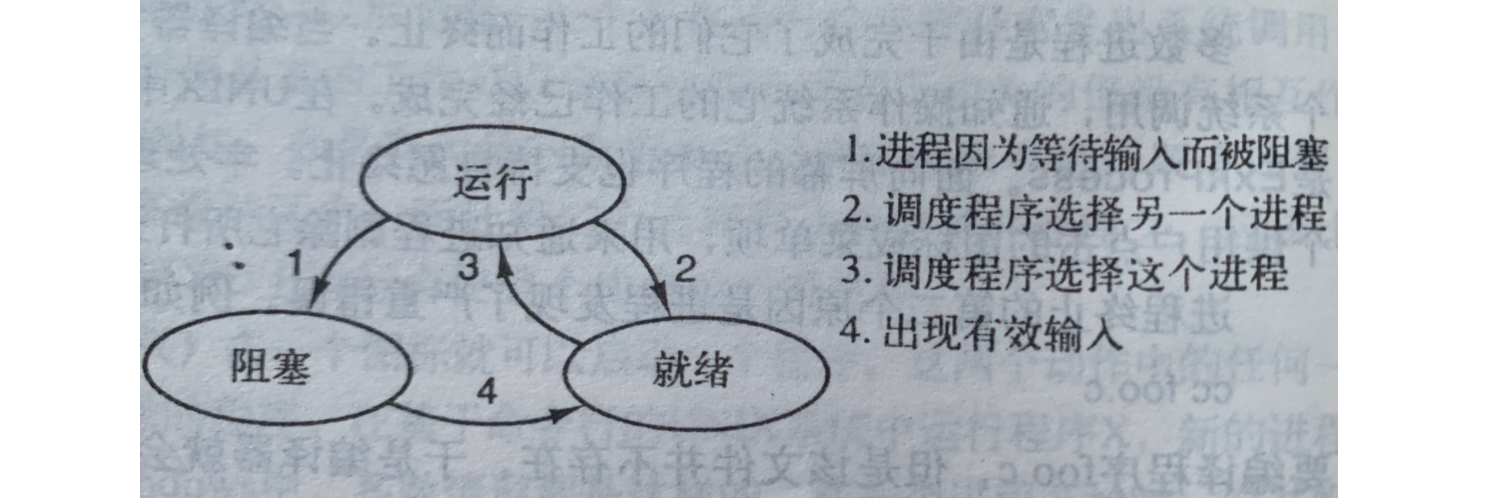 运行
1
3
2
阻塞
4
就绪
1.进程因为等待输入而被阻塞
2.调度程序选择另一个进程
3.调度程序选择这个进程
4.出现有效输入